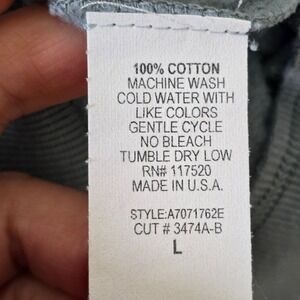 100% COTTON
MACHINE WASH
COLD WATER WITH
LIKE COLORS
GENTLE CYCLE
NO BLEACH
TUMBLE DRY LOW
RN# 117520
MADE IN U.S.A.
STYLE:A7071762E
CUT # 3474A-B
L